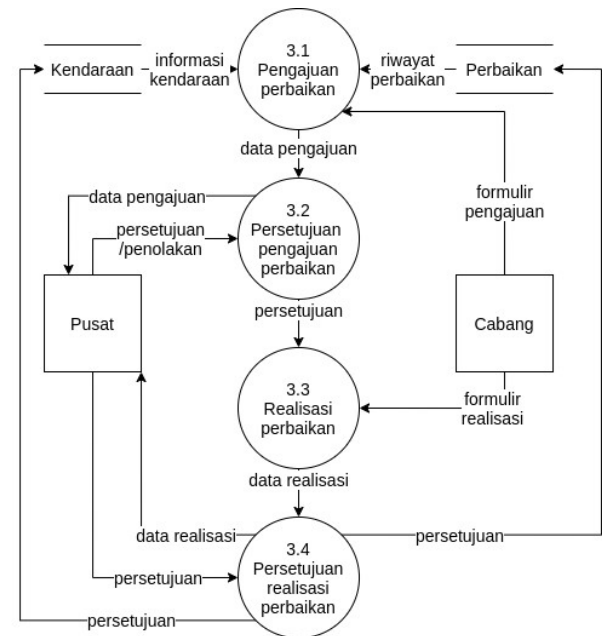 Kendaraan
informasi
kendaraan
3.1
Pengajuan
perbaikan
riwayat
perbaikan
Perbaikan
data pengajuan
formulir
pengajuan
data pengajuan
persetujuan
/penolakan
3.2
Persetujuan
pengajuan
perbaikan
Pusat
persetujuan
Cabang
3.3
Realisasi
perbaikan
formulir
realisasi
data realisasi
data realisasi
persetujuan
3.4
Persetujuan
realisasi
perbaikan
persetujuan
persetujuan